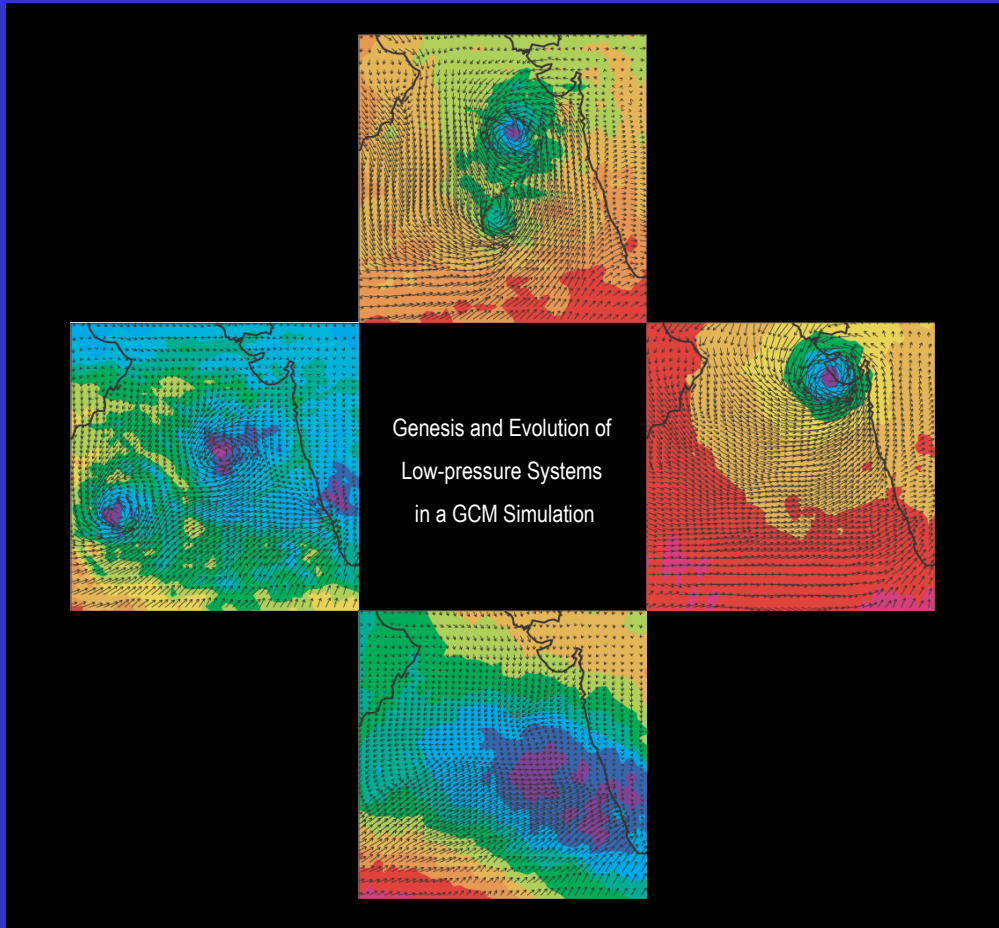 Genesis and Evolution of
Low-pressure Systems
in a GCM Simulation